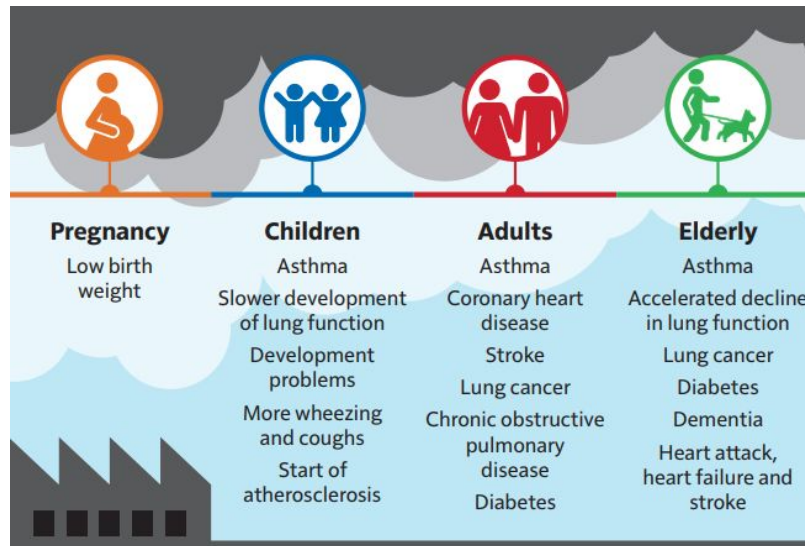 Pregnancy
Low birth
weight
Children
Asthma
Slower development
of lung function
Development
problems
More wheezing
and coughs
Start of
atherosclerosis
Adults
Asthma
Coronary heart
disease
Stroke
Lung cancer
Chronic obstructive
pulmonary
disease
Diabetes
Elderly
Asthma
Accelerated decline
in lung function
Lung cancer
Diabetes
Dementia
Heart attack,
heart failure and
stroke